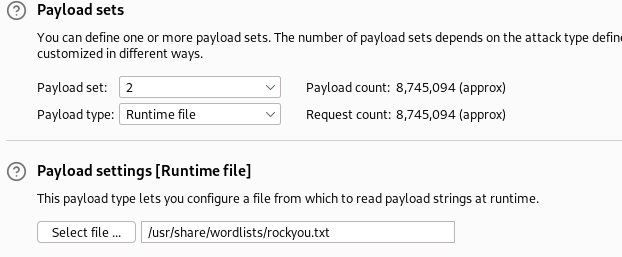 Payload sets
You can define one or more payload sets. The number of payload sets depends on the attack type define
customized in different ways.
Payload set: 2 Payload count: 8,745,094 (approx)
Payload type: Runtime file Request count: 8,745,094 (approx)
Payload settings [Runtime file]
This payload type lets you configure a file from which to read payload strings at runtime.
Select file ... /usr/share/wordlists/rockyou.txt